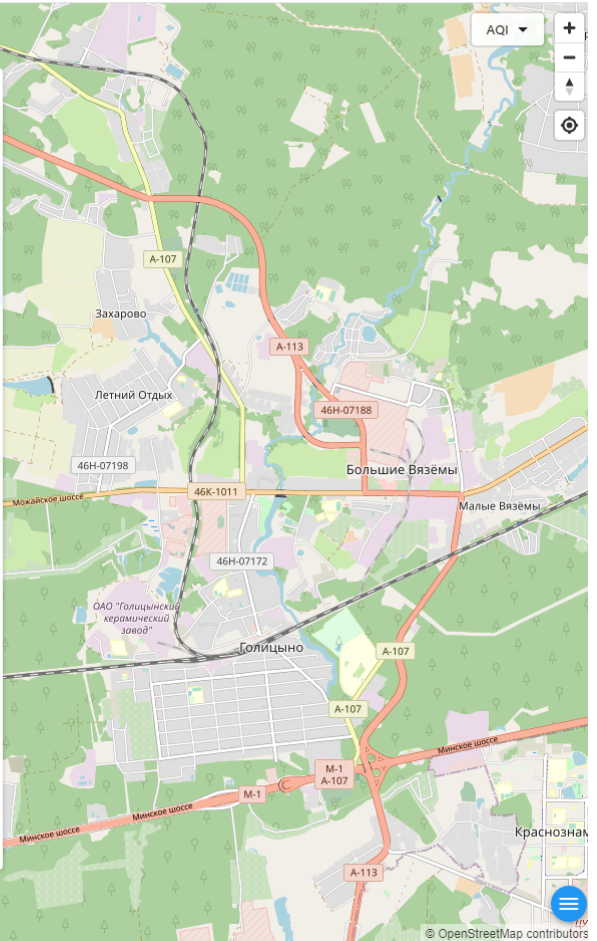 AQI
А-107
Захарово
А-113
Летний Отдых
46Н-07188
46Н-07198
Большие Вязёмы
46К-1011
Можайское шоссе
Малые Вязёмы
46Н-07172
ОАО "Голицынский
керамический
завод"
Голицыно
А-107
А-107
Минское шоссе
М-1
А-107
М-1
Минское шоссе
Минское шоссе
Краснознам
А-113
© OpenStreetMap contributors